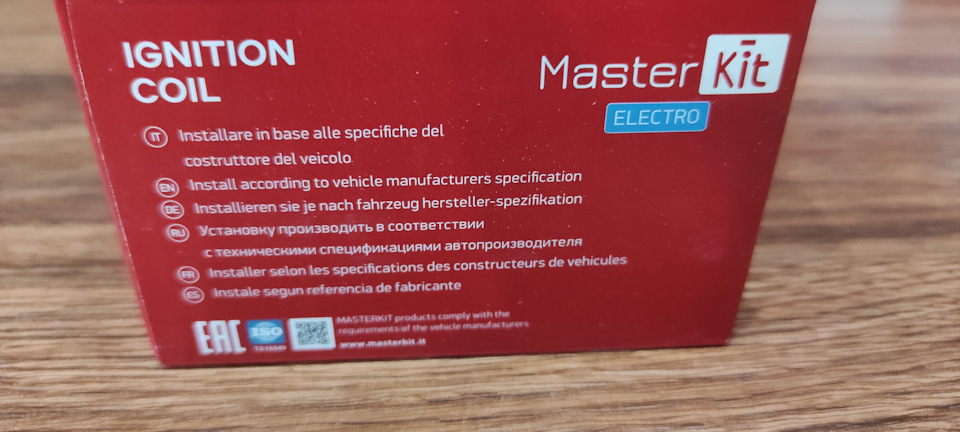 IGNITION
COIL
Master Kit
ELECTRO
IT Installare in base alle specifiche del
costruttore del veicolo
EN Install according to vehicle manufacturers specification
DE Installieren sie je nach fahrzeug hersteller-spezifikation
RU Установку производить в соответствии
с техническими спецификациями автопроизводителя
FR Installer selon les specifications des constructeurs de vehicules
ES Instale segun referencia de fabricante
EAC ISO
MASTERKIT products comply with the
requirements of the vehicle manufacturers
www.masterkit.it